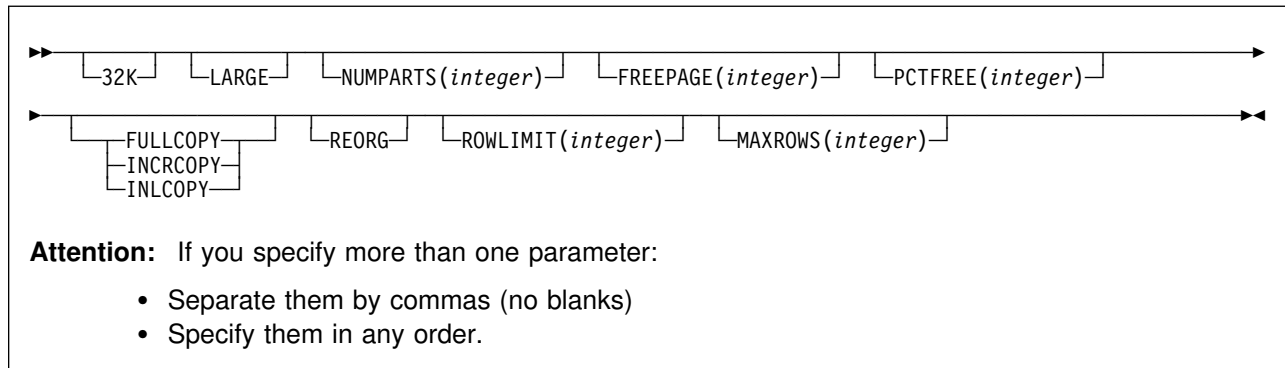 32K LARGE NUMPARTS(integer) FREEPAGE(integer) PCTFREE(integer)
FULLCOPY REORG ROWLIMIT(integer) MAXROWS(integer)
INCRCOPY
INLCOPY
Attention: If you specify more than one parameter:
• Separate them by commas (no blanks)
• Specify them in any order.